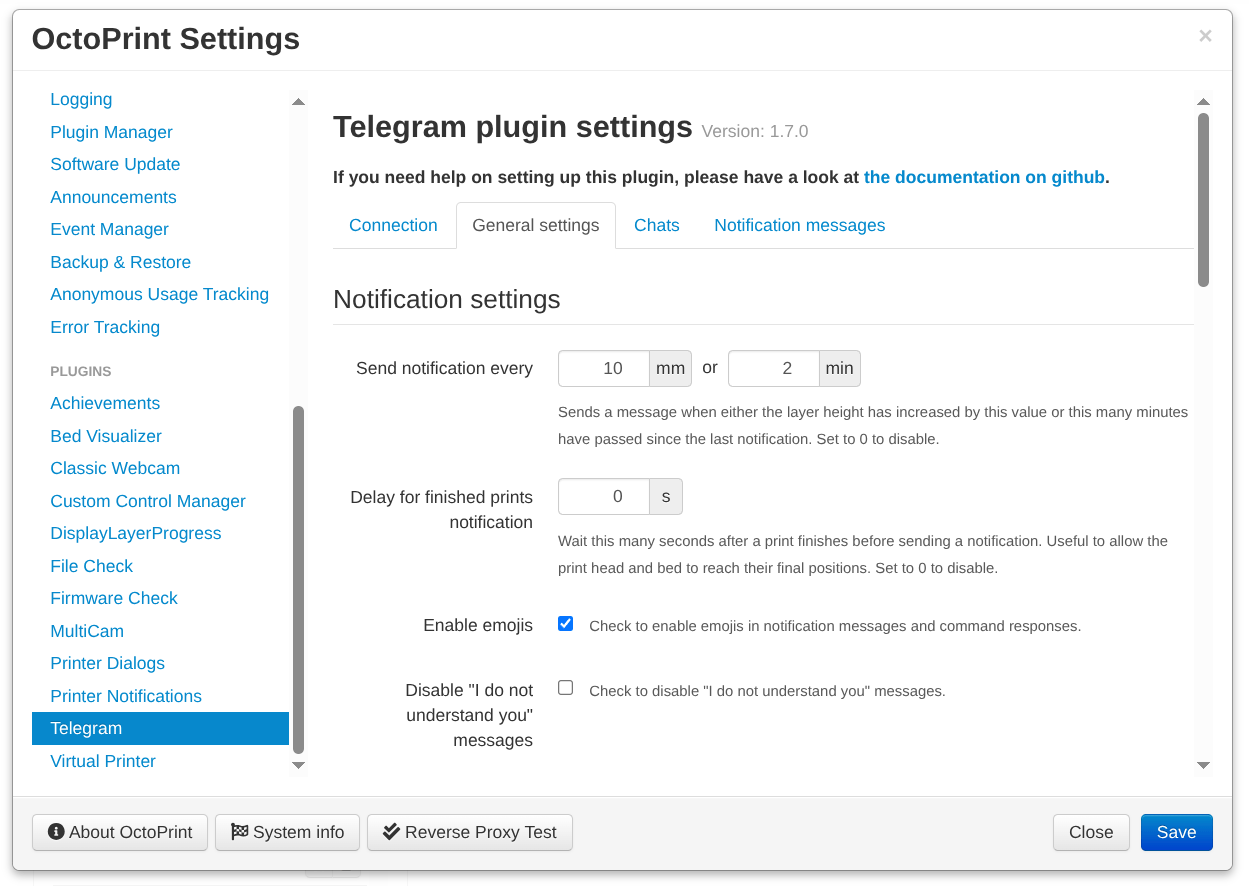 OctoPrint Settings
×
Logging
Plugin Manager
Software Update
Announcements
Event Manager
Backup & Restore
Anonymous Usage Tracking
Error Tracking
PLUGINS
Achievements
Bed Visualizer
Classic Webcam
Custom Control Manager
DisplayLayerProgress
File Check
Firmware Check
MultiCam
Printer Dialogs
Printer Notifications
Telegram
Virtual Printer
Telegram plugin settings Version: 1.7.0
If you need help on setting up this plugin, please have a look at the documentation on github.
Connection General settings Chats Notification messages
Notification settings
Send notification every 10 mm or 2 min
Sends a message when either the layer height has increased by this value or this many minutes
have passed since the last notification. Set to 0 to disable.
Delay for finished prints
notification
0 s
Wait this many seconds after a print finishes before sending a notification. Useful to allow the
print head and bed to reach their final positions. Set to 0 to disable.
Enable emojis Check to enable emojis in notification messages and command responses.
Disable "I do not
understand you"
messages
Check to disable "I do not understand you" messages.
About OctoPrint System info Reverse Proxy Test Close Save